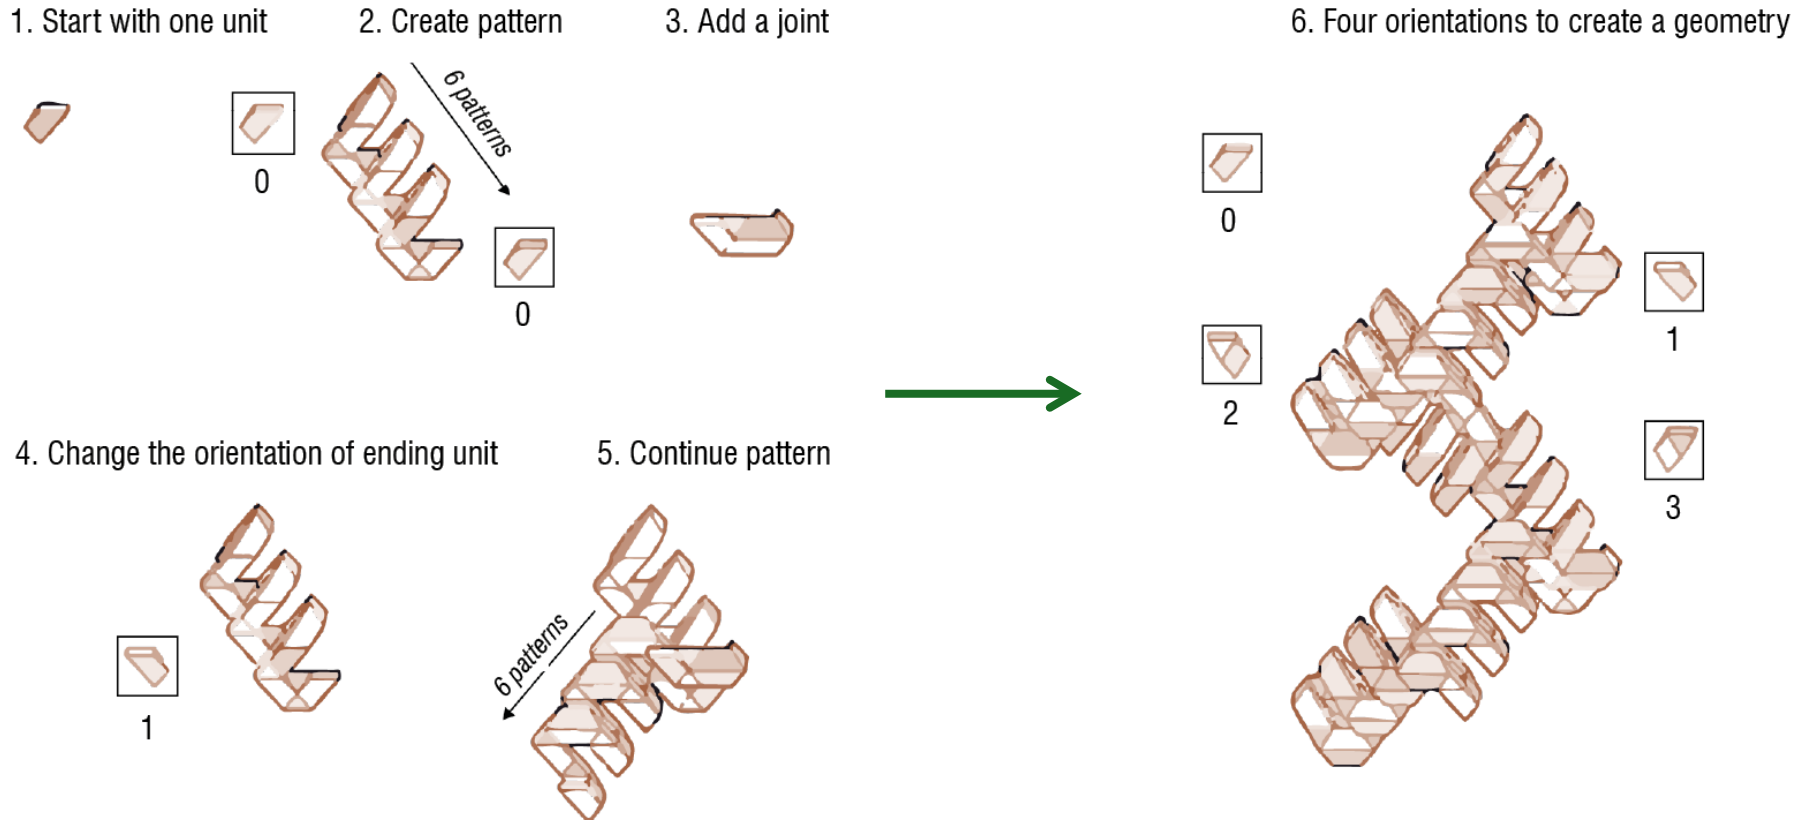 1. Start with one unit
2. Create pattern
3. Add a joint
6. Four orientations to create a geometry
6 patterns
0
0
0
1
2
3
4. Change the orientation of ending unit
5. Continue pattern
6 patterns
1